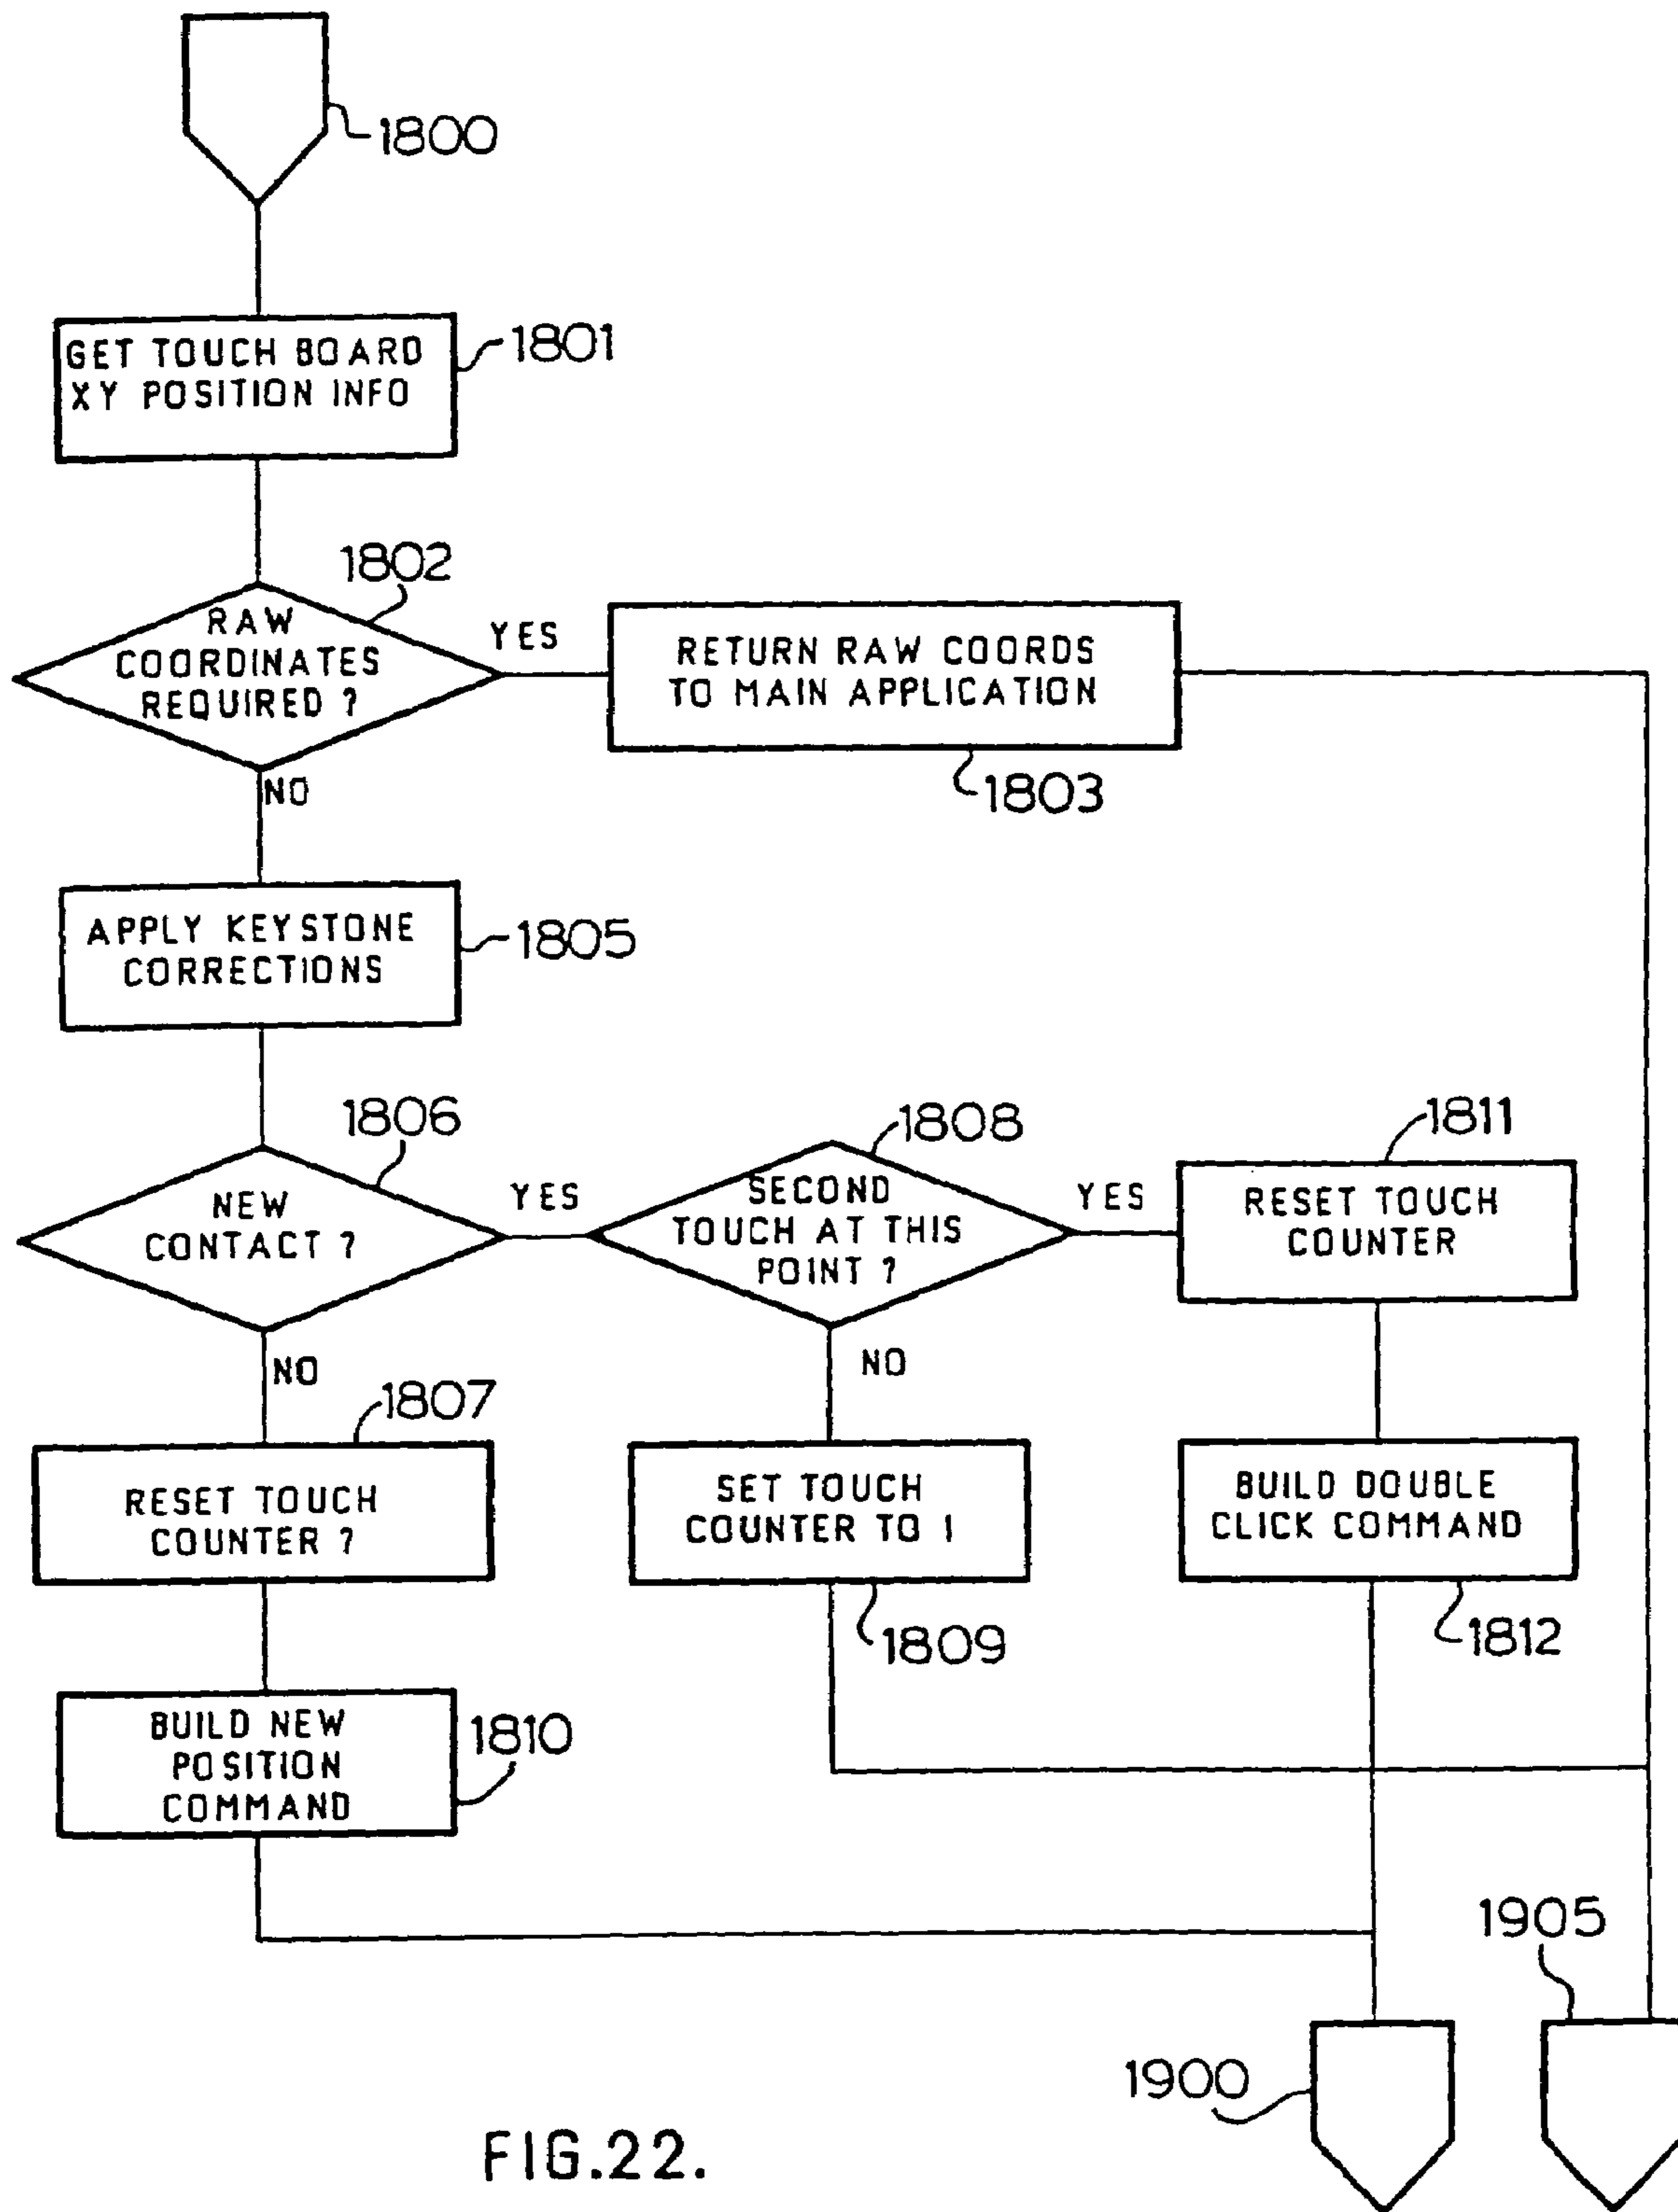 1800
GET TOUCH BOARD
XY POSITION INFO
1801
1802
RAW
COORDINATES
REQUIRED ?
YES
NO
RETURN RAW COORDS
TO MAIN APPLICATION
1803
APPLY KEYSTONE
CORRECTIONS
1805
1806
NEW
CONTACT ?
YES
NO
1808
SECOND
TOUCH AT THIS
POINT ?
YES
NO
1811
RESET TOUCH
COUNTER
1807
RESET TOUCH
COUNTER ?
SET TOUCH
COUNTER TO 1
1809
BUILD DOUBLE
CLICK COMMAND
1812
BUILD NEW
POSITION
COMMAND
1810
1900
1905
FIG.22.